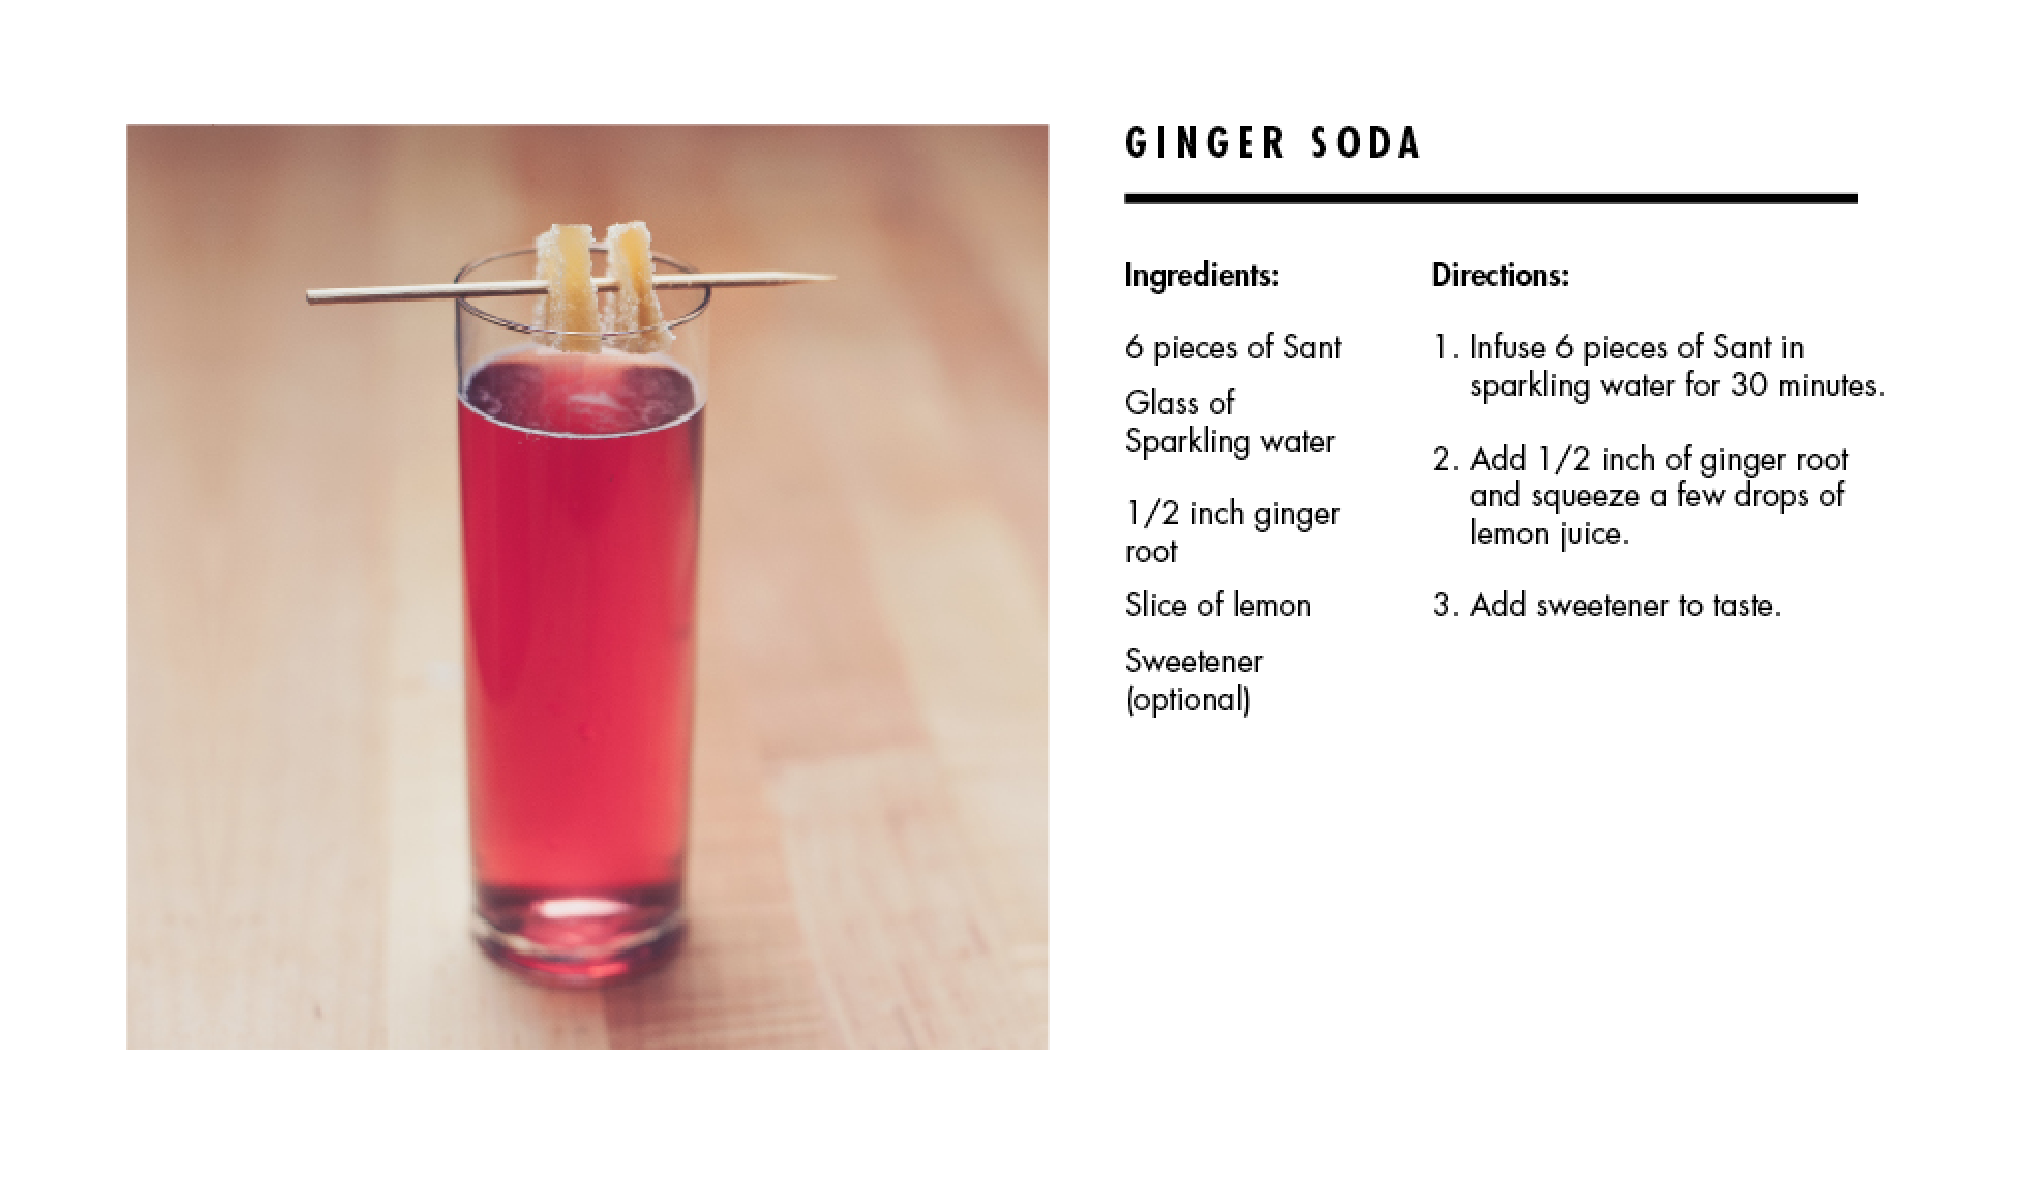 GINGER SODA
Ingredients:
6 pieces of Sant
Glass of
Sparkling water
1/2 inch ginger
root
Slice of lemon
Sweetener
(optional)
Directions:
1. Infuse 6 pieces of Sant in
sparkling water for 30 minutes.
2. Add 1/2 inch of ginger root
and squeeze a few drops of
lemon juice.
3. Add sweetener to taste.